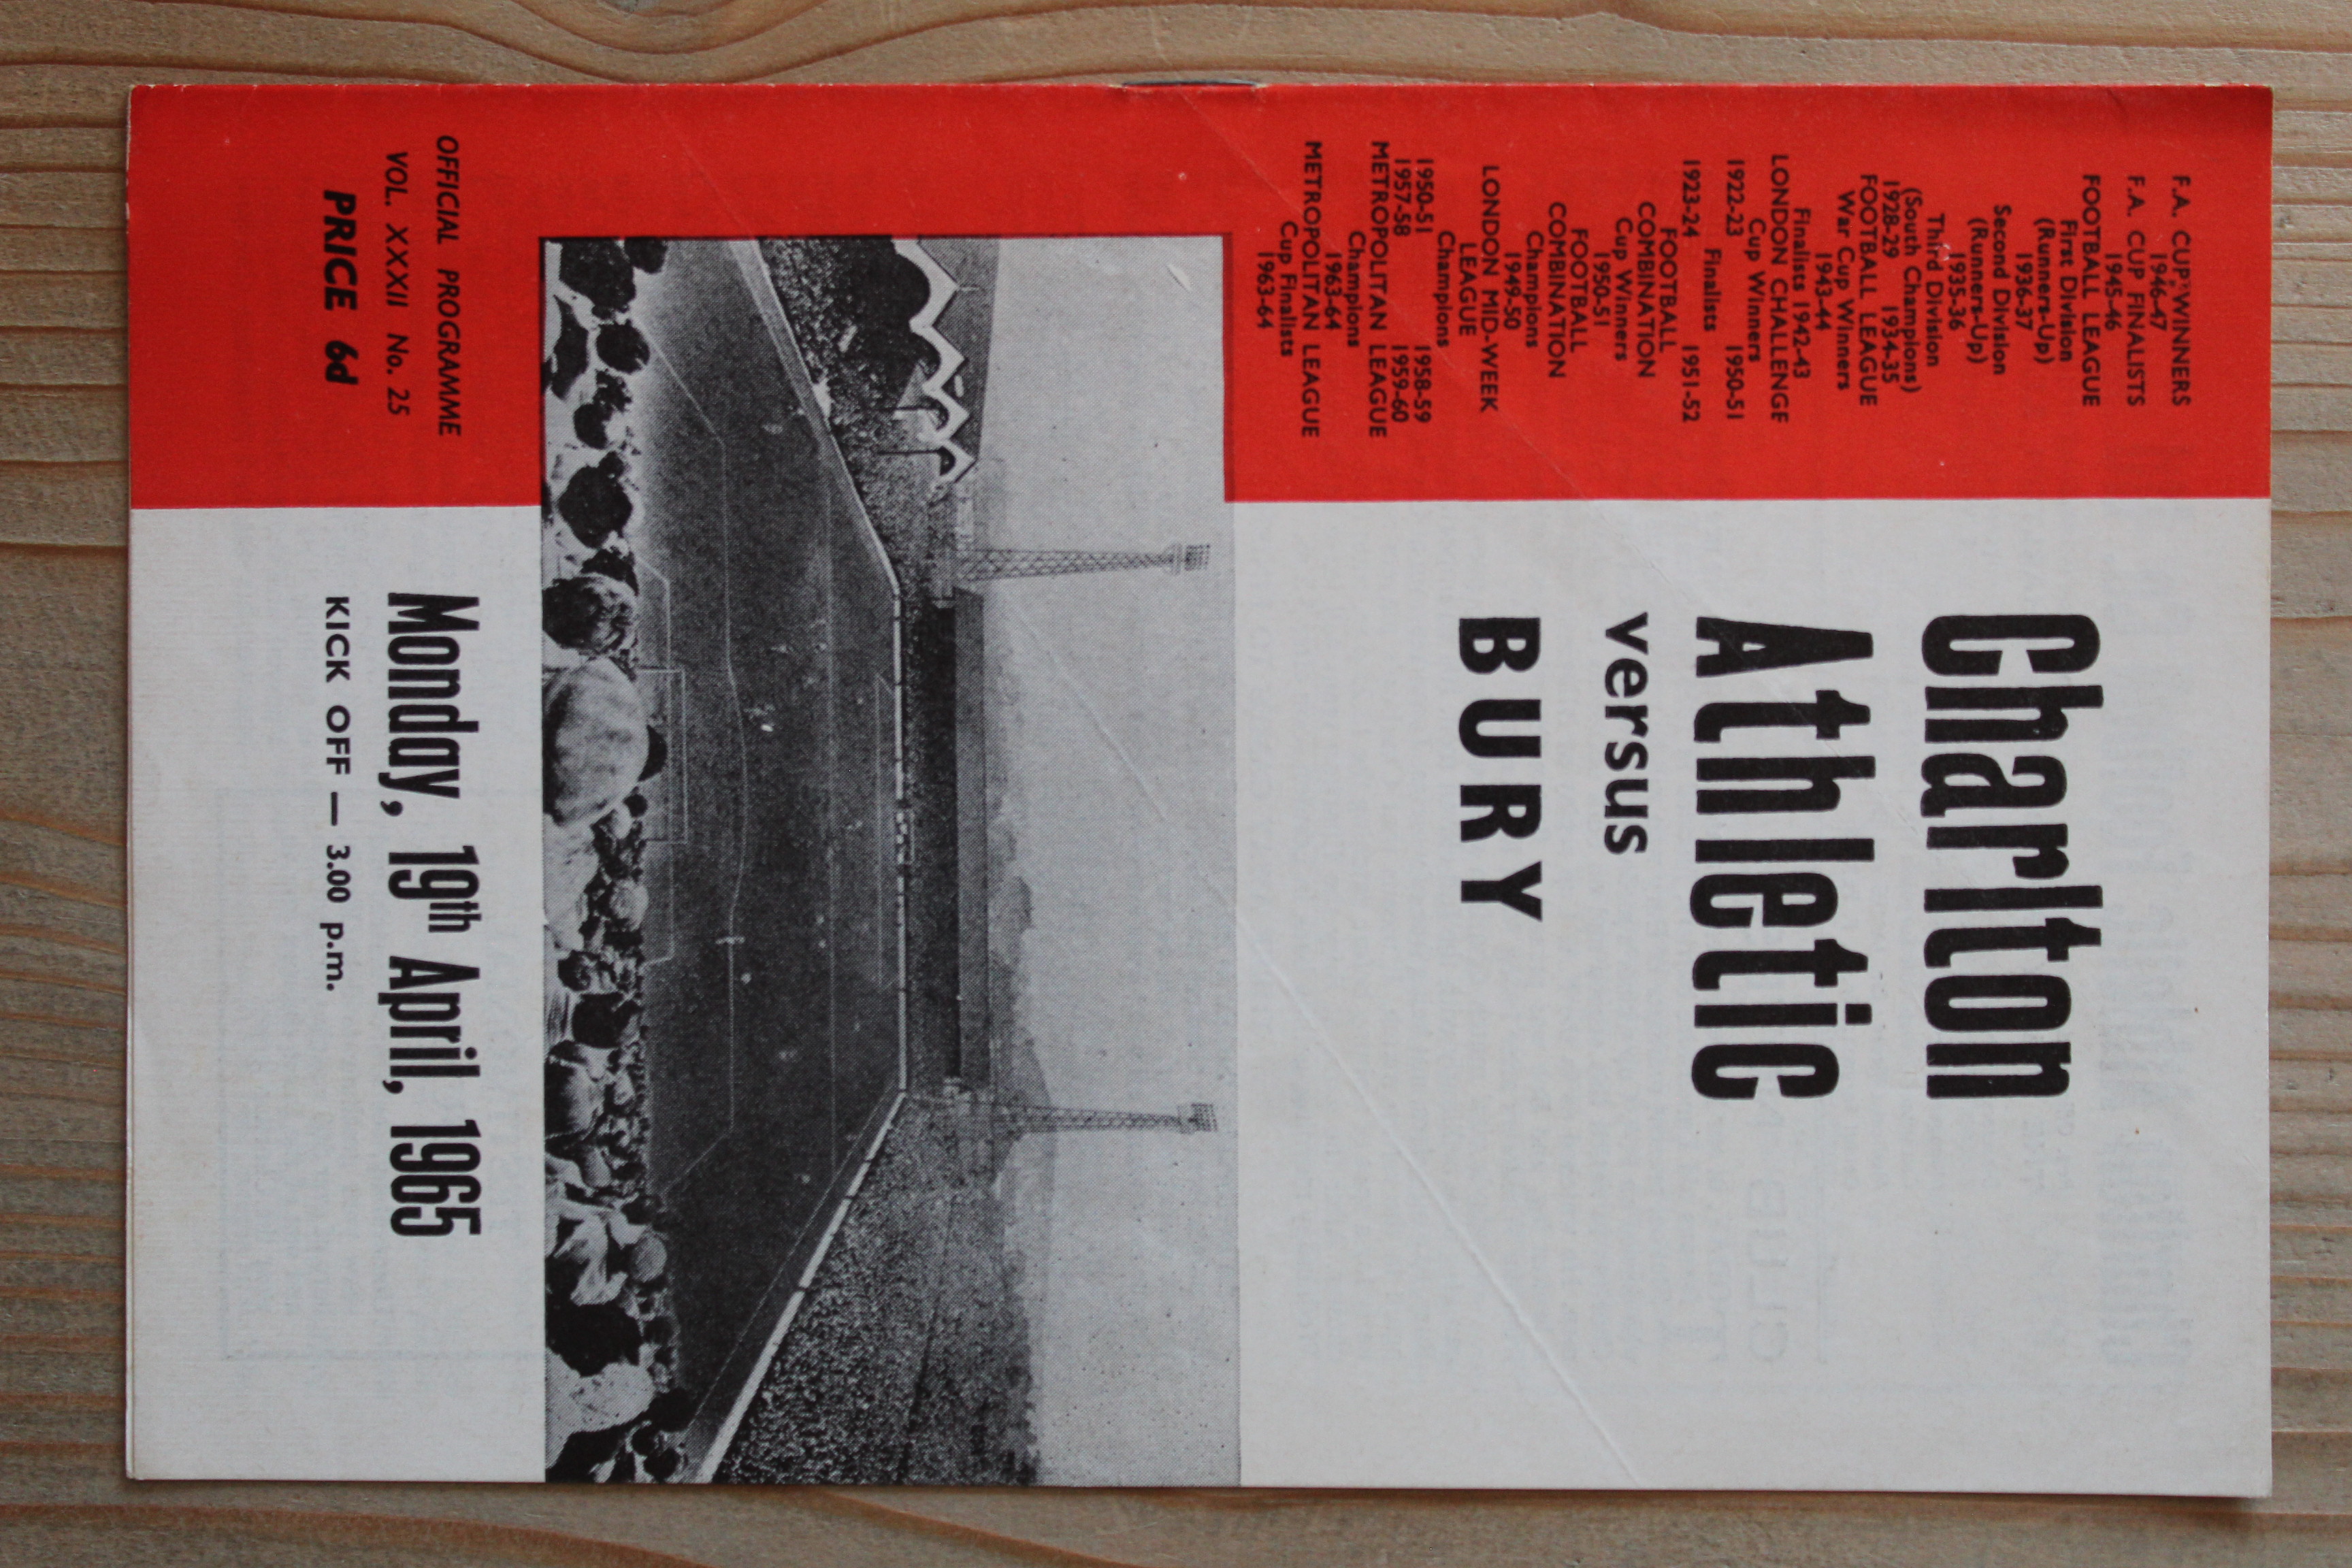 F.A. CUP WINNERS
1946-47
F.A. CUP FINALISTS
1945-46
FOOTBALL LEAGUE
First Division
(Runners-Up)
1936-37
Second Division
(Runners-Up)
1935-36
Third Division
(South Champions)
1928-29 1934-35
FOOTBALL LEAGUE
War Cup Winners
1943-44
Finalists 1942-43
LONDON CHALLENGE
Cup Winners
1922-23 1950-51
Finalists
1923-24 1951-52
FOOTBALL
COMBINATION
Cup Winners
1950-51
FOOTBALL
COMBINATION
Champions
1949-50
LONDON MID-WEEK
LEAGUE
Champions
1950-51 1958-59
1957-58 1959-60
METROPOLITAN LEAGUE
Champions
1963-64
METROPOLITAN LEAGUE
Cup Finalists
1963-64
Charlton
Athletic
versus
BURY
OFFICIAL PROGRAMME
VOL. XXXII No. 25
PRICE 6d
Monday, 19th April, 1965
KICK OFF — 3.00 p.m.